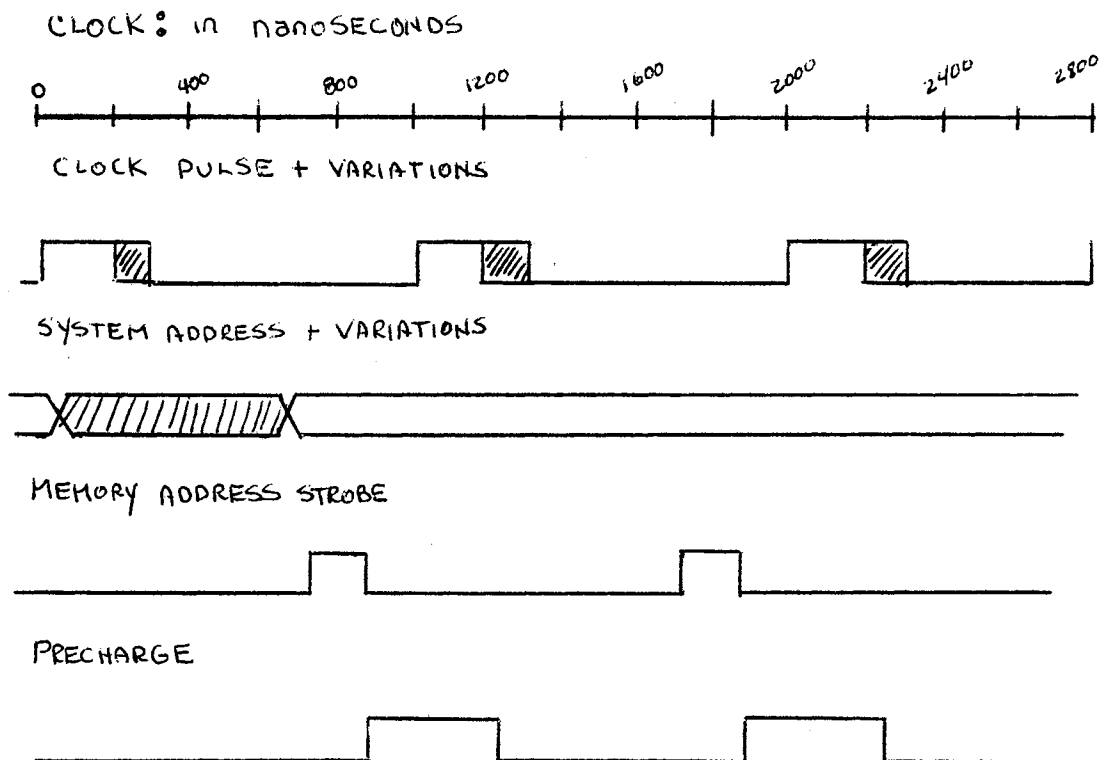 CLOCK: in nanoSECONDS
0 400 800 1200 1600 2000 2400 2800
CLOCK PULSE + VARIATIONS
SYSTEM ADDRESS + VARIATIONS
MEMORY ADDRESS STROBE
PRECHARGE